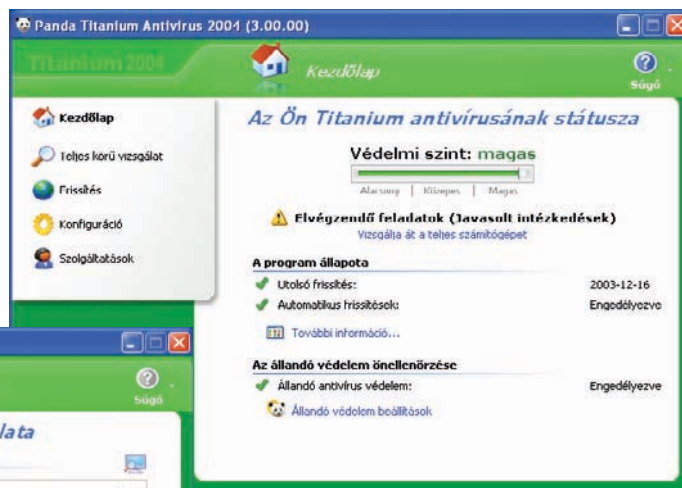 Panda Titanium Antivirus 2004 (3.00.00)
Titanium 2004
Kezdőlap
Súgó
Kezdőlap
Teljes körű vizsgálat
Frissítés
Konfiguráció
Szolgáltatások
Az Ön Titanium antivírusának státusza
Védelmi szint: magas
Alacsony | Közepes | Magas
Elvégzendő feladatok (Javasolt intézkedések)
Vizsgálja át a teljes számítógépet
A program állapota
Utolsó frissítés: 2003-12-16
Automatikus frissítések: Engedélyezve
További információ...
Az állandó védelem önellenőrzése
Állandó antivírus védelem: Engedélyezve
Állandó védelem beállítások
Súgó
lata